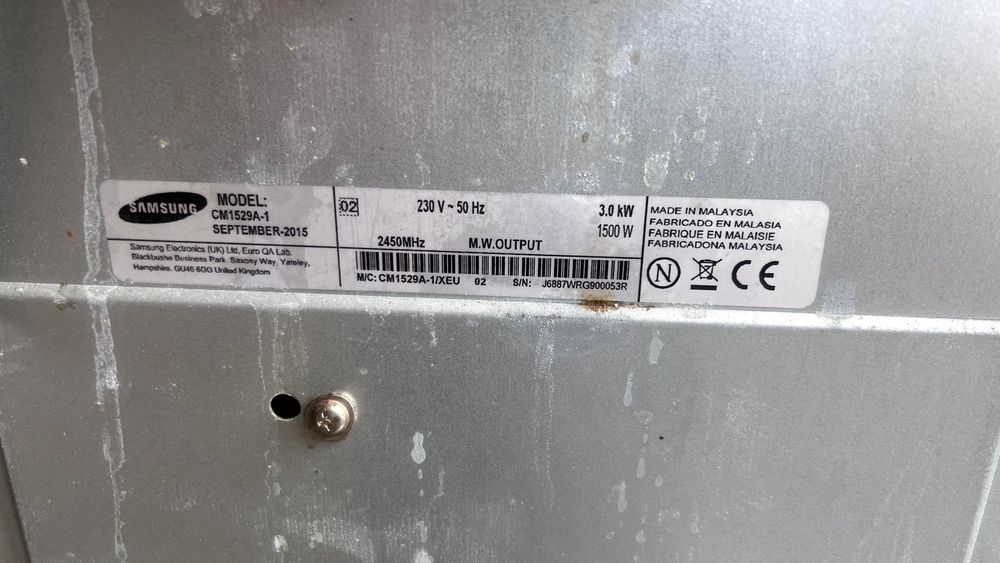 SAMSUNG
MODEL:
CM1529A-1
SEPTEMBER-2015
Samsung Electronics (UK) Ltd, Euro QA Lab.
Blackbushe Business Park. Saxony Way, Yateley,
Hampshire. GU46 6GG United Kingdom
02
230 V ~ 50 Hz 3.0 kW
1500 W
2450MHz M.W.OUTPUT
M/C: CM1529A-1/XEU 02 S/N: J6887WRG900053R
MADE IN MALAYSIA
FABRICADO EN MALASIA
FABRIQUE EN MALAISIE
FABRICADONA MALAYSIA
N CE